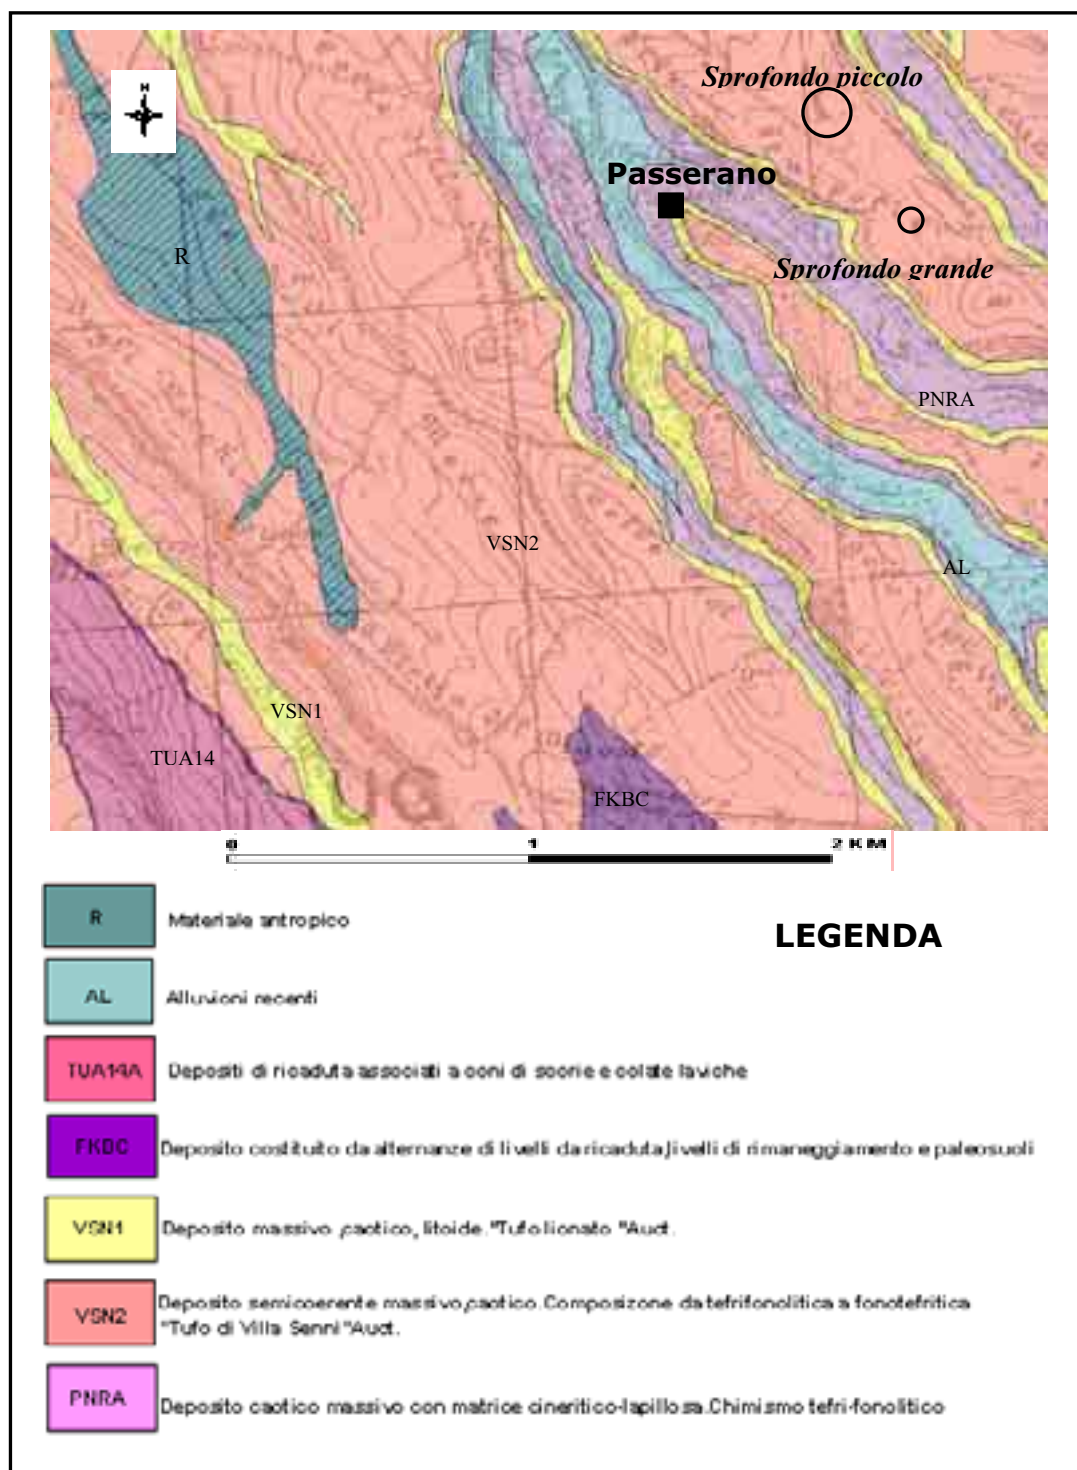 N
Sprofondo piccolo
Passerano
R
Sprofondo grande
PNRA
VSN2
AL
VSN1
TUA14
FKBC
0 1 2 KM
LEGENDA
R Materiale antropico
AL Alluvioni recenti
TUA14A Depositi di ricaduta associati a coni di scorie e colate laviche
FKBC Deposito costituito da alternanze di livelli da ricaduta,livelli di rimaneggiamento e paleosuoli
VSN1 Deposito massivo ,caotico, litoide."Tufo lionato "Auct.
VSN2 Deposito semicoerente massivo,caotico.Composizone da tefrifonolitica a fonotefritica
"Tufo di Villa Senni"Auct.
PNRA Deposito caotico massivo con matrice cineritico-lapillosa.Chimismo tefri-fonolitico